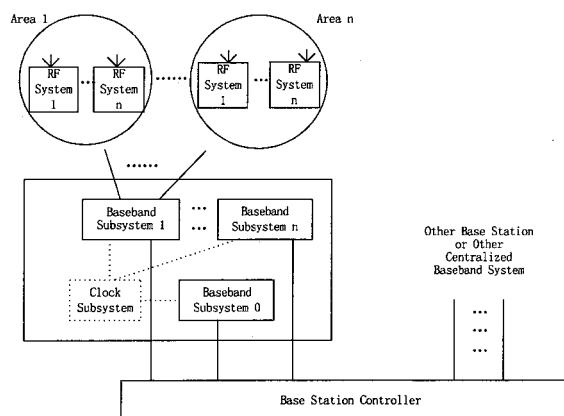 Area 1
Area n
RF
System
1
...
RF
System
n
......
RF
System
1
...
RF
System
n
......
Baseband
Subsystem 1
...
...
Baseband
Subsystem n
Clock
Subsystem
Baseband
Subsystem 0
Other Base Station
or Other
Centralized
Baseband System
...
...
...
Base Station Controller